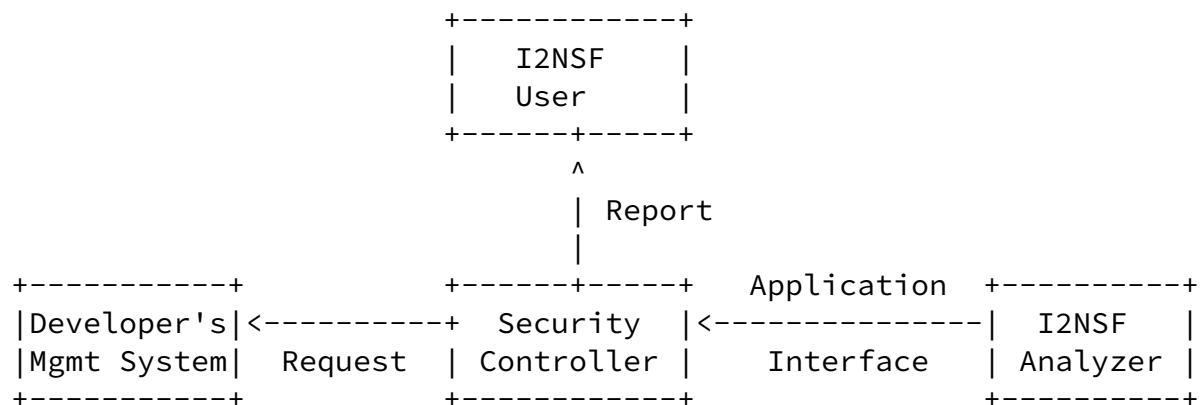 +------------+
|   I2NSF    |
|   User     |
+------+-----+
^
| Report
|
+-----------+          +------+-----+   Application  +----------+
|Developer's|<----------+  Security  |<---------------|  I2NSF   |
|Mgmt System|  Request  | Controller |    Interface   | Analyzer |
+-----------+          +------------+                +----------+